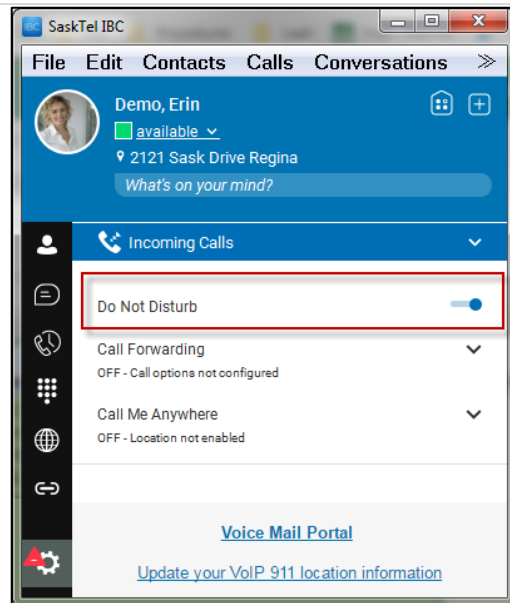 IBC SaskTel IBC
File Edit Contacts Calls Conversations
Demo, Erin
available
2121 Sask Drive Regina
What's on your mind?
Incoming Calls
Do Not Disturb
Call Forwarding
OFF - Call options not configured
Call Me Anywhere
OFF - Location not enabled
Voice Mail Portal
Update your VoIP 911 location information